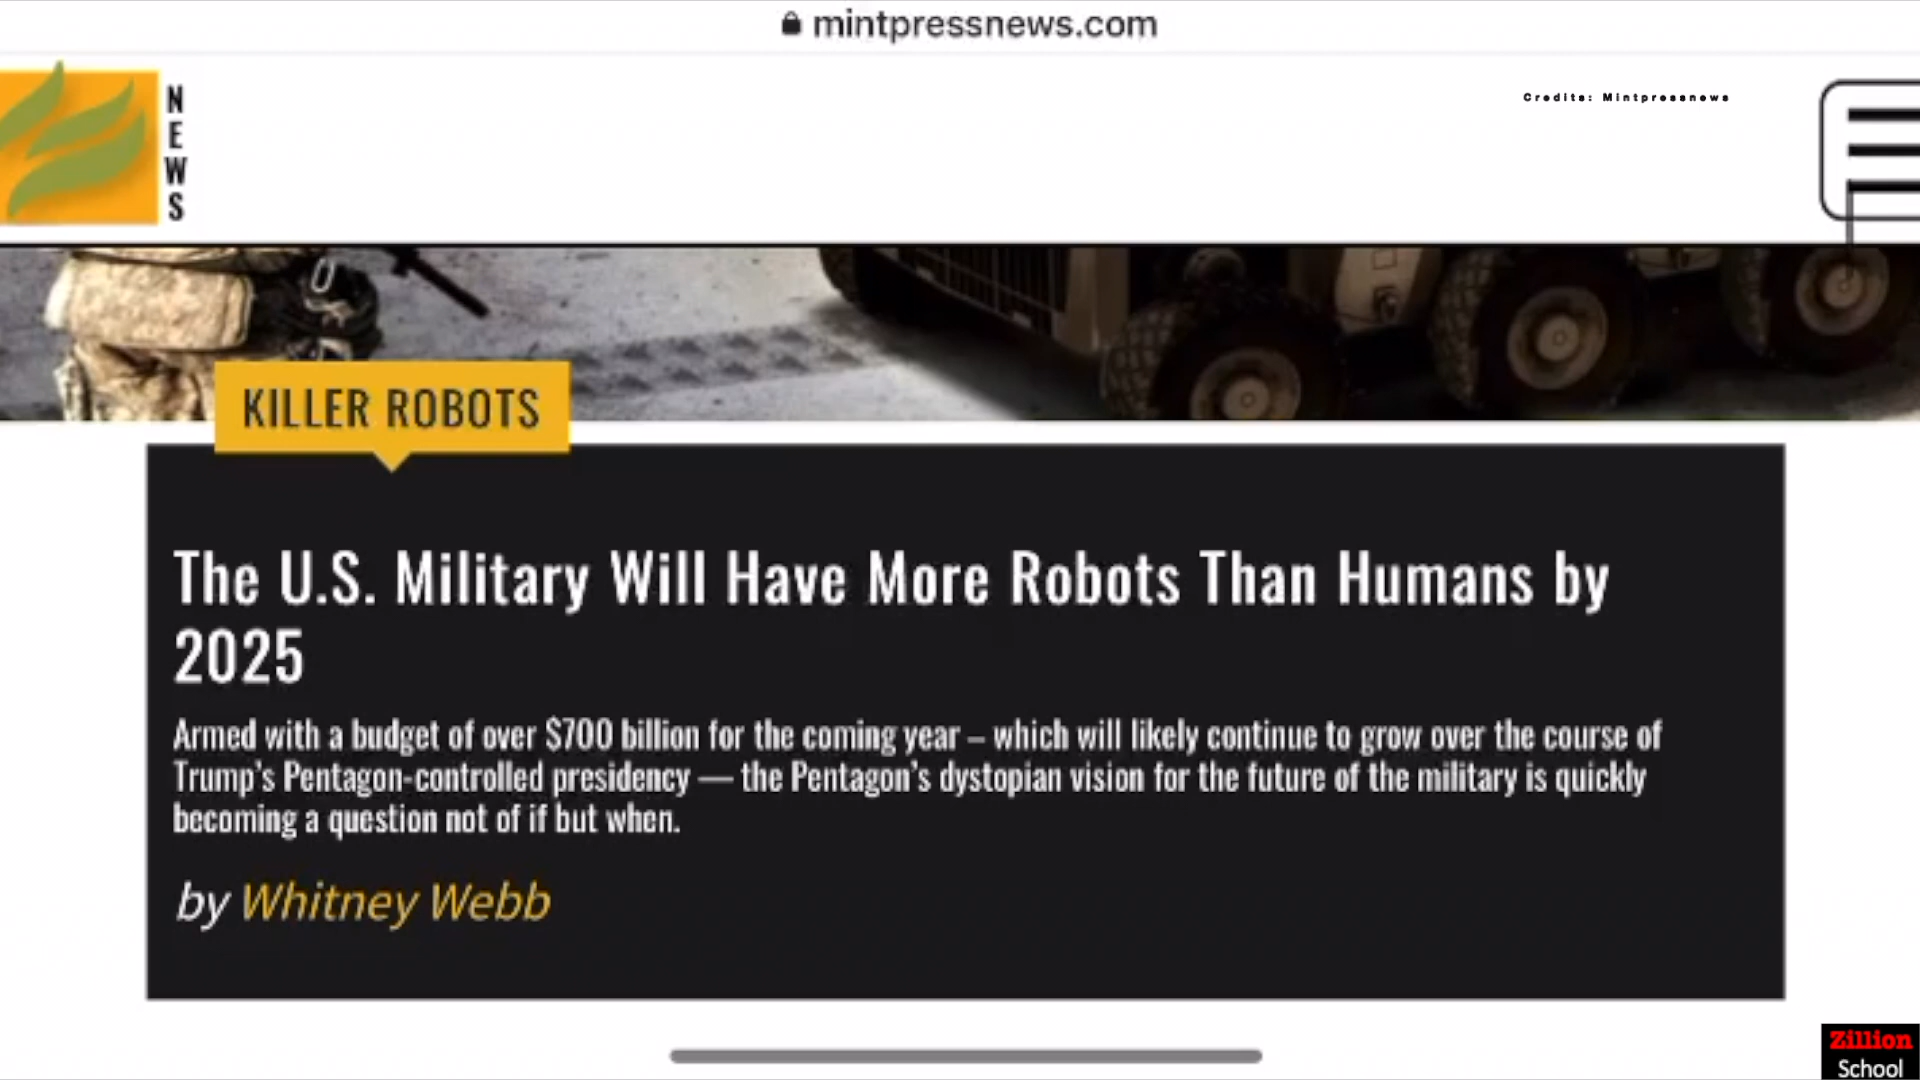 mintpressnews.com
NEWS
Credits: Mintpressnews
KILLER ROBOTS
The U.S. Military Will Have More Robots Than Humans by
2025
Armed with a budget of over $700 billion for the coming year – which will likely continue to grow over the course of
Trump’s Pentagon-controlled presidency — the Pentagon’s dystopian vision for the future of the military is quickly
becoming a question not of if but when.
by Whitney Webb
Zillion
School